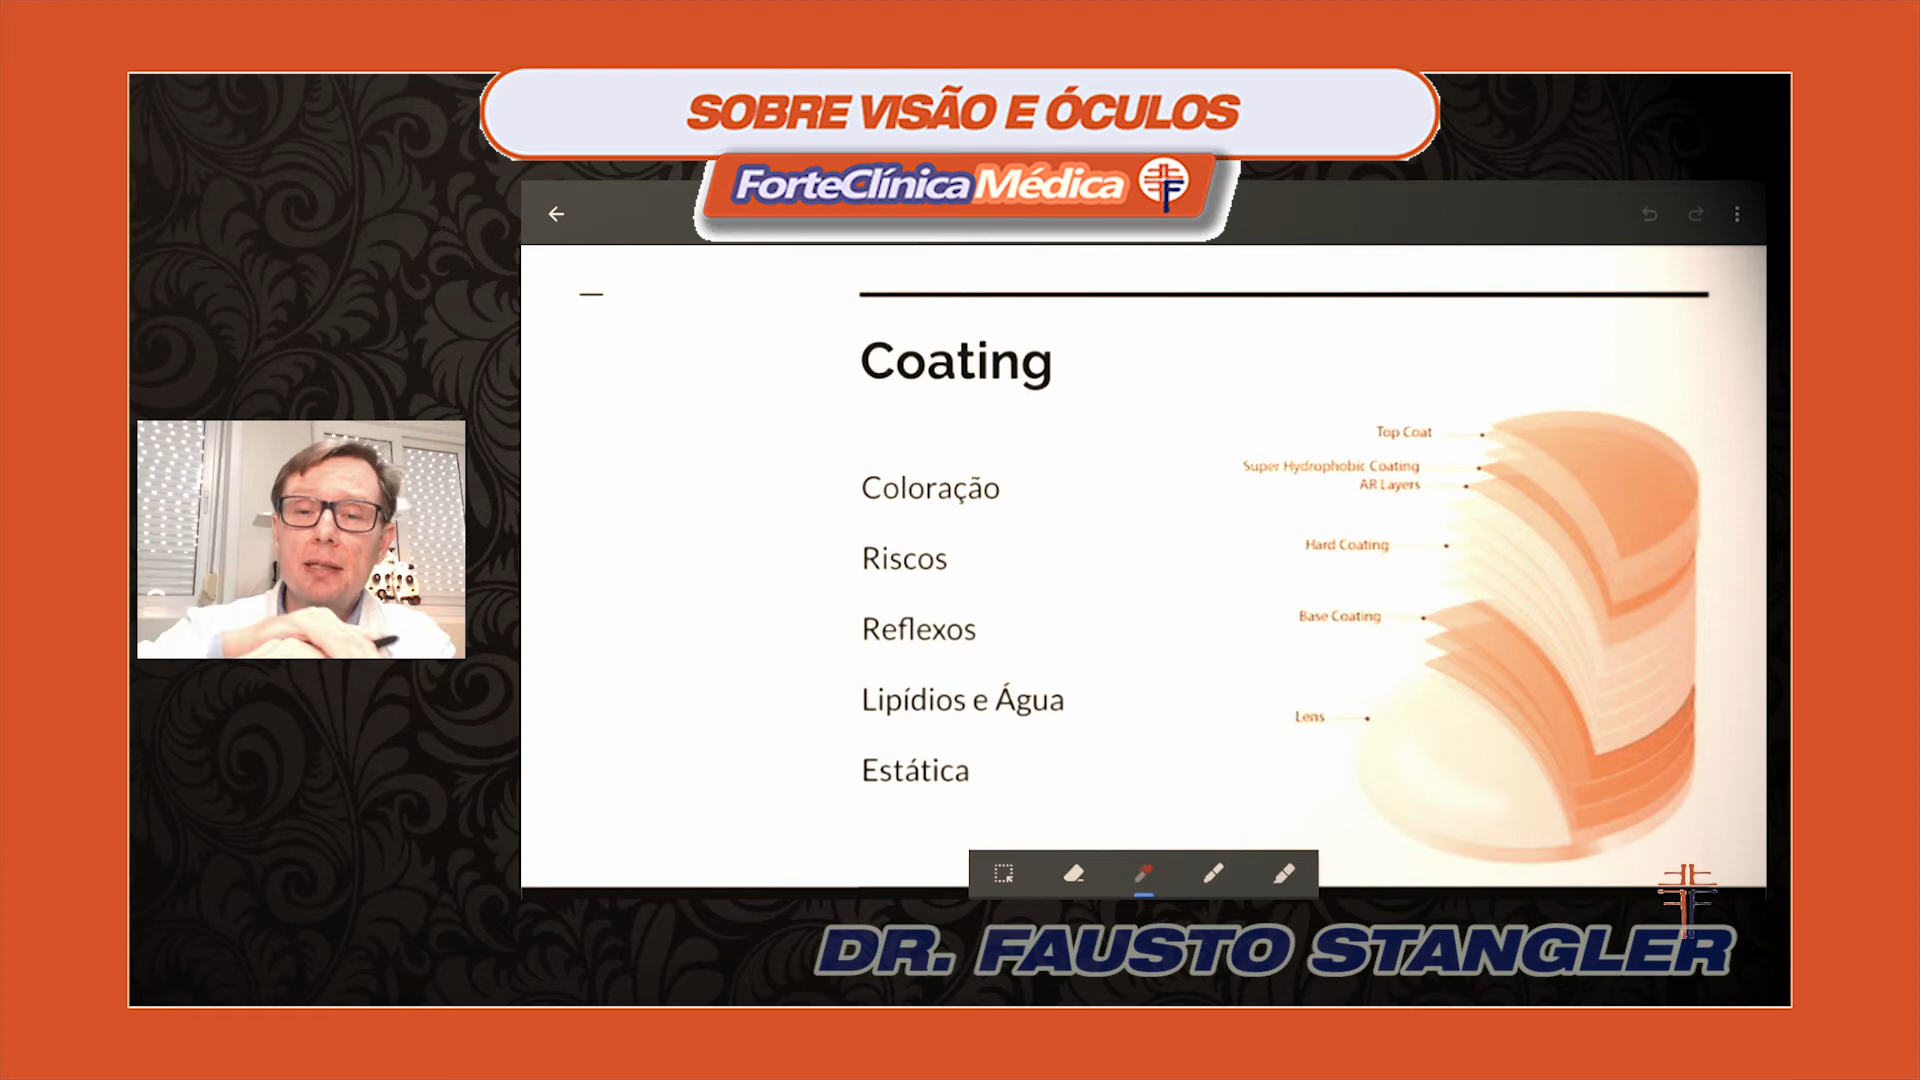 SOBRE VISÃO E ÓCULOS
ForteClínica Médica
Coating
Coloração
Riscos
Reflexos
Lipídios e Água
Estática
Top Coat
Super Hydrophobic Coating
AR Layers
Hard Coating
Base Coating
Lens
DR. FAUSTO STANGLER